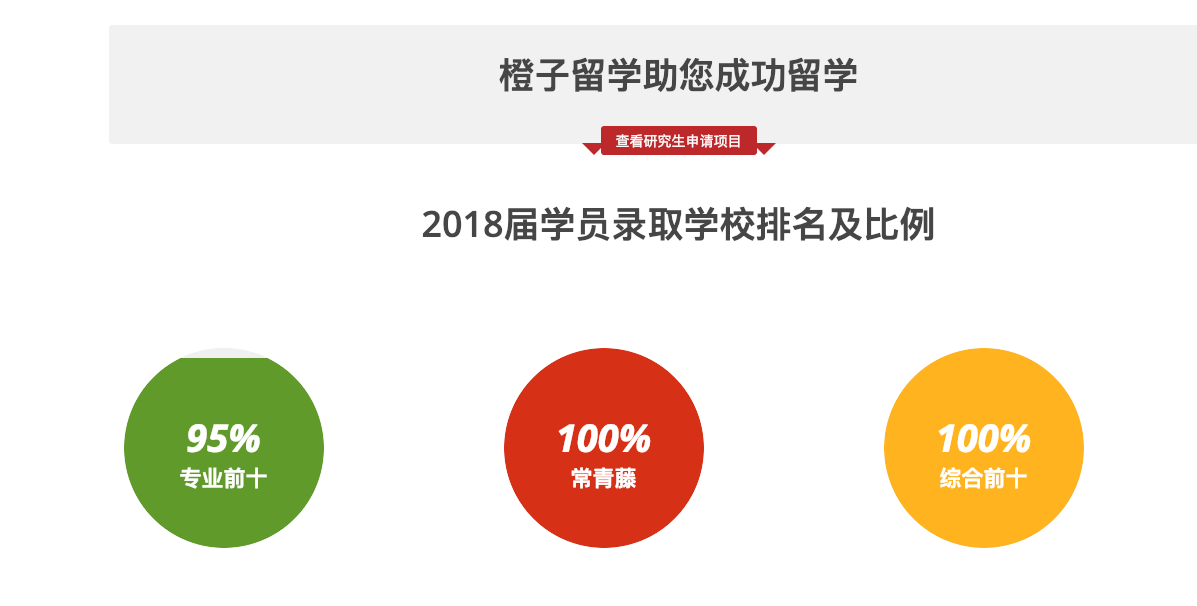 橙子留学助您成功留学
查看研究生申请项目
2018届学员录取学校排名及比例
95%
专业前十
100%
常青藤
100%
综合前十